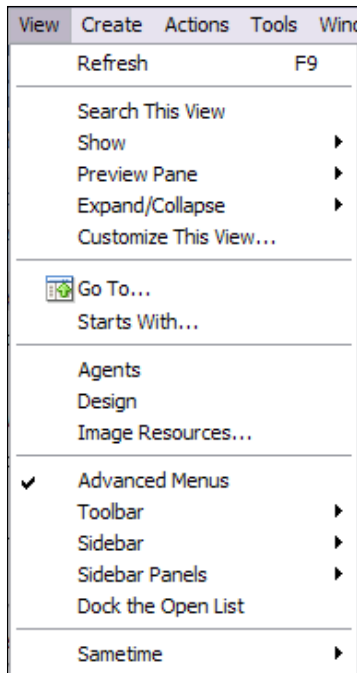 View Create Actions Tools Wind
Refresh F9
Search This View
Show
Preview Pane
Expand/Collapse
Customize This View...
Go To...
Starts With...
Agents
Design
Image Resources...
Advanced Menus
Toolbar
Sidebar
Sidebar Panels
Dock the Open List
Sametime